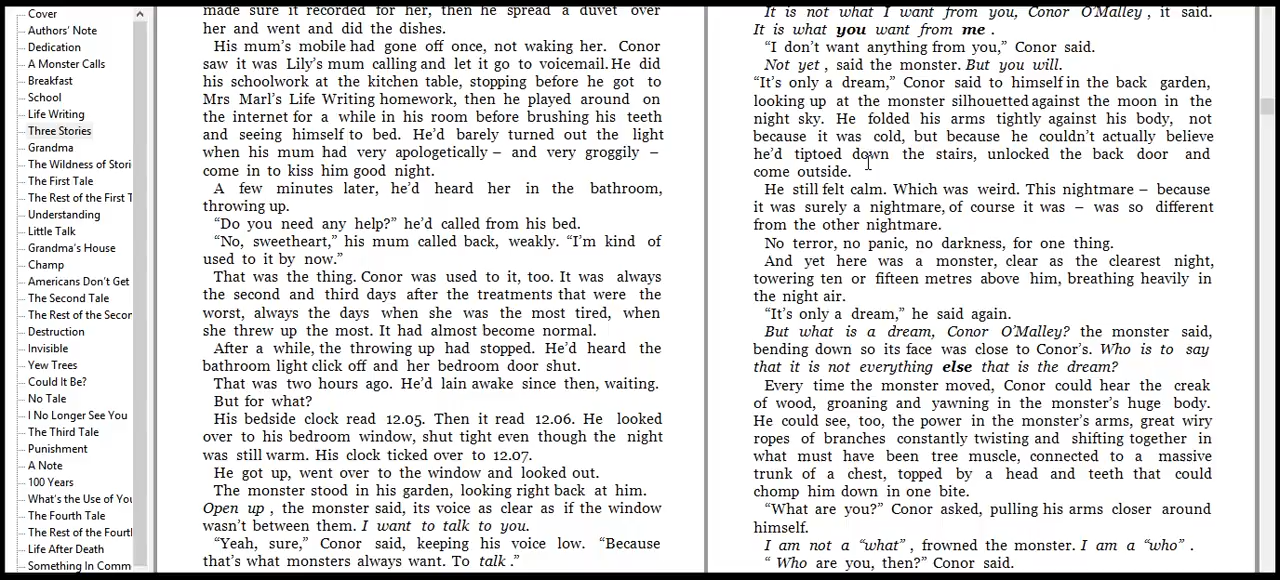 Cover
Authors' Note
Dedication
A Monster Calls
Breakfast
School
Life Writing
Three Stories
Grandma
The Wildness of Stori
The First Tale
The Rest of the First T
Understanding
Little Talk
Grandma's House
Champ
Americans Don't Get
The Second Tale
The Rest of the Secor
Destruction
Invisible
Yew Trees
Could It Be?
No Tale
I No Longer See You
The Third Tale
Punishment
A Note
100 Years
What's the Use of You
The Fourth Tale
The Rest of the Fourth
Life After Death
Something In Comm
made sure it recorded for her, then he spread a duvet over
her and went and did the dishes.
His mum's mobile had gone off once, not waking her. Conor
saw it was Lily's mum calling and let it go to voicemail. He did
his schoolwork at the kitchen table, stopping before he got to
Mrs Marl's Life Writing homework, then he played around on
the internet for a while in his room before brushing his teeth
and seeing himself to bed. He'd barely turned out the light
when his mum had very apologetically – and very groggily –
come in to kiss him good night.
A few minutes later, he'd heard her in the bathroom,
throwing up.
“Do you need any help?” he'd called from his bed.
“No, sweetheart,” his mum called back, weakly. “I'm kind of
used to it by now.”
That was the thing. Conor was used to it, too. It was always
the second and third days after the treatments that were the
worst, always the days when she was the most tired, when
she threw up the most. It had almost become normal.
After a while, the throwing up had stopped. He'd heard the
bathroom light click off and her bedroom door shut.
That was two hours ago. He'd lain awake since then, waiting.
But for what?
His bedside clock read 12.05. Then it read 12.06. He looked
over to his bedroom window, shut tight even though the night
was still warm. His clock ticked over to 12.07.
He got up, went over to the window and looked out.
The monster stood in his garden, looking right back at him.
Open up , the monster said, its voice as clear as if the window
wasn't between them. I want to talk to you.
“Yeah, sure,” Conor said, keeping his voice low. “Because
that's what monsters always want. To talk .”
It is not what I want from you, Conor O'Malley , it said.
It is what you want from me .
“I don't want anything from you,” Conor said.
Not yet , said the monster. But you will.
“It's only a dream,” Conor said to himself in the back garden,
looking up at the monster silhouetted against the moon in the
night sky. He folded his arms tightly against his body, not
because it was cold, but because he couldn't actually believe
he'd tiptoed down the stairs, unlocked the back door and
come outside.
He still felt calm. Which was weird. This nightmare – because
it was surely a nightmare, of course it was – was so different
from the other nightmare.
No terror, no panic, no darkness, for one thing.
And yet here was a monster, clear as the clearest night,
towering ten or fifteen metres above him, breathing heavily in
the night air.
“It's only a dream,” he said again.
But what is a dream, Conor O'Malley? the monster said,
bending down so its face was close to Conor's. Who is to say
that it is not everything else that is the dream?
Every time the monster moved, Conor could hear the creak
of wood, groaning and yawning in the monster's huge body.
He could see, too, the power in the monster's arms, great wiry
ropes of branches constantly twisting and shifting together in
what must have been tree muscle, connected to a massive
trunk of a chest, topped by a head and teeth that could
chomp him down in one bite.
“What are you?” Conor asked, pulling his arms closer around
himself.
I am not a “what” , frowned the monster. I am a “who” .
“ Who are you, then?” Conor said.